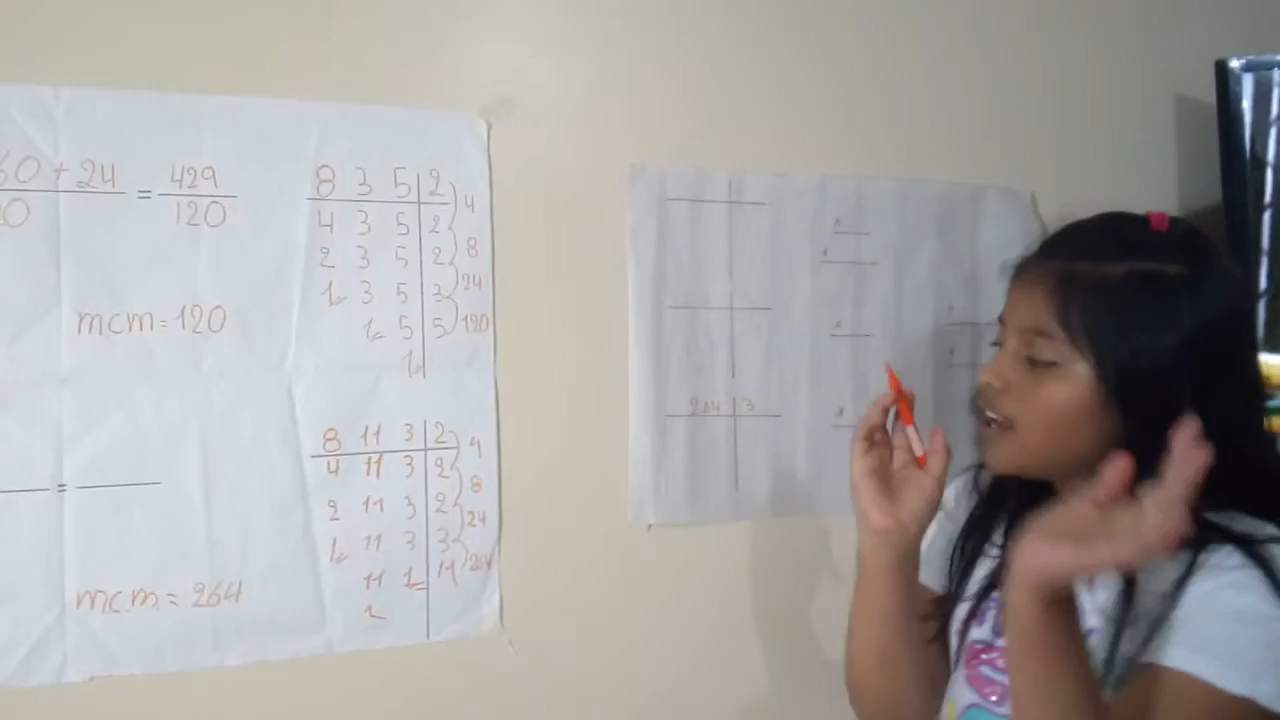 60 + 24 = 429
20 120
mcm = 120
8 3 5 2 4
4 3 5 2 8
2 3 5 2 24
1 3 5 3 120
1 5 5
1
= 
m.c.m. = 264
8 11 3 2 4
4 11 3 2 8
2 11 3 2 24
1 11 3 3 264
11 1 11
1
264 3
x
x
x
x